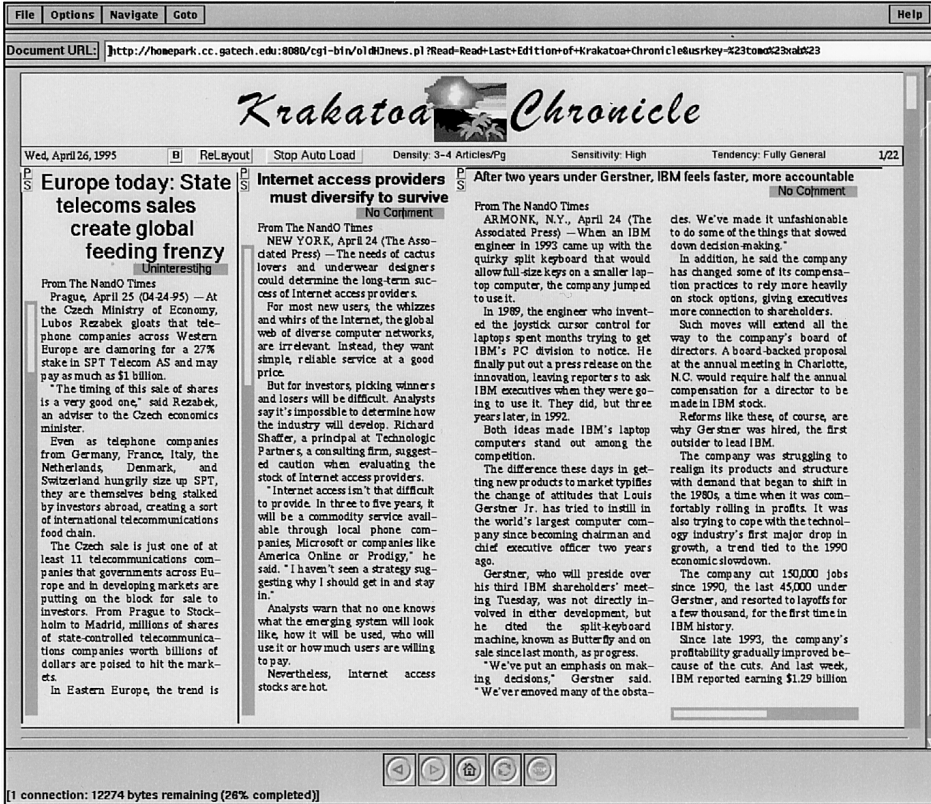 File Options Navigate Goto Help
Document URL: http://homepark.cc.gatech.edu:8080/cgi-bin/oldHJnews.pl?Read=Read+Last+Edition+of+Krakatoa+Chronicle&usrkey=%23tomo%23xab%23
Krakatoa Chronicle
Wed, April 26, 1995 B ReLayout Stop Auto Load Density: 3-4 Articles/Pg Sensitivity: High Tendency: Fully General 1/22
P
S
Europe today: State
telecoms sales
create global
feeding frenzy
Uninteresting
From The NandO Times
Prague, April 25 (04-24-95) — At
the Czech Ministry of Economy,
Lubos Rezabek gloats that tele-
phone companies across Western
Europe are clamoring for a 27%
stake in SPT Telecom AS and may
pay as much as $1 billion.
"The timing of this sale of shares
is a very good one," said Rezabek,
an adviser to the Czech economics
minister.
Even as telephone companies
from Germany, France, Italy, the
Netherlands, Denmark, and
Switzerland hungrily size up SPT,
they are themselves being stalked
by investors abroad, creating a sort
of international telecommunications
food chain.
The Czech sale is just one of at
least 11 telecommunications com-
panies that governments across Eu-
rope and in developing markets are
putting on the block for sale to
investors. From Prague to Stock-
holm to Madrid, millions of shares
of state-controlled telecommunica-
tions companies worth billions of
dollars are poised to hit the mark-
ets.
In Eastern Europe, the trend is
P
S
Internet access providers
must diversify to survive
No Comment
From The NandO Times
NEW YORK, April 24 (The Asso-
ciated Press) — The needs of cactus
lovers and underwear designers
could determine the long-term suc-
cess of Internet access providers.
For most new users, the whizzes
and whirs of the Internet, the global
web of diverse computer networks,
are irrelevant. Instead, they want
simple, reliable service at a good
price.
But for investors, picking winners
and losers will be difficult. Analysts
say it's impossible to determine how
the industry will develop. Richard
Shaffer, a principal at Technologic
Partners, a consulting firm, suggest-
ed caution when evaluating the
stock of Internet access providers.
"Internet access isn't that difficult
to provide. In three to five years, it
will be a commodity service avail-
able through local phone com-
panies, Microsoft or companies like
America Online or Prodigy," he
said. "I haven't seen a strategy sug-
gesting why I should get in and stay
in."
Analysts warn that no one knows
what the emerging system will look
like, how it will be used, who will
use it or how much users are willing
to pay.
Nevertheless, Internet access
stocks are hot.
P
S
After two years under Gerstner, IBM feels faster, more accountable
No Comment
From The NandO Times
ARMONK, N.Y., April 24 (The
Associated Press) — When an IBM
engineer in 1993 came up with the
quirky split keyboard that would
allow full-size keys on a smaller lap-
top computer, the company jumped
to use it.
In 1989, the engineer who invent-
ed the joystick cursor control for
laptops spent months trying to get
IBM's PC division to notice. He
finally put out a press release on the
innovation, leaving reporters to ask
IBM executives when they were go-
ing to use it. They did, but three
years later, in 1992.
Both ideas made IBM's laptop
computers stand out among the
competition.
The difference these days in get-
ting new products to market typifies
the change of attitudes that Louis
Gerstner Jr. has tried to instill in
the world's largest computer com-
pany since becoming chairman and
chief executive officer two years
ago.
Gerstner, who will preside over
his third IBM shareholders' meet-
ing Tuesday, was not directly in-
volved in either development, but
he cited the split-keyboard
machine, known as Butterfly and on
sale since last month, as progress.
"We've put an emphasis on mak-
ing decisions," Gerstner said.
"We've removed many of the obsta-
cles. We've made it unfashionable
to do some of the things that slowed
down decision-making."
In addition, he said the company
has changed some of its compensa-
tion practices to rely more heavily
on stock options, giving executives
more connection to shareholders.
Such moves will extend all the
way to the company's board of
directors. A board-backed proposal
at the annual meeting in Charlotte,
N.C. would require half the annual
compensation for a director to be
made in IBM stock.
Reforms like these, of course, are
why Gerstner was hired, the first
outsider to lead IBM.
The company was struggling to
realign its products and structure
with demand that began to shift in
the 1980s, a time when it was com-
fortably rolling in profits. It was
also trying to cope with the technol-
ogy industry's first major drop in
growth, a trend tied to the 1990
economic slowdown.
The company cut 150,000 jobs
since 1990, the last 45,000 under
Gerstner, and resorted to layoffs for
a few thousand, for the first time in
IBM history.
Since late 1993, the company's
profitability gradually improved be-
cause of the cuts. And last week,
IBM reported earning $1.29 billion
[1 connection: 12274 bytes remaining (26% completed)]